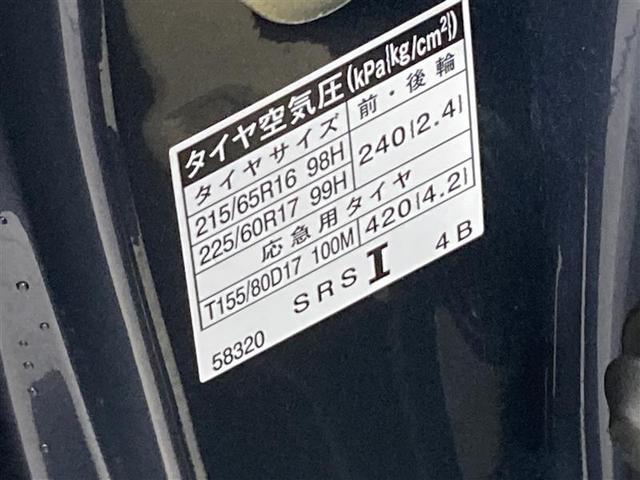 タイヤ空気圧(kPa{kg/cm²})
タイヤサイズ 前・後輪
215/65R16 98H 240{2.4}
225/60R17 99H
応急用タイヤ
T155/80D17 100M 420{4.2}
SRS I 4B
58320